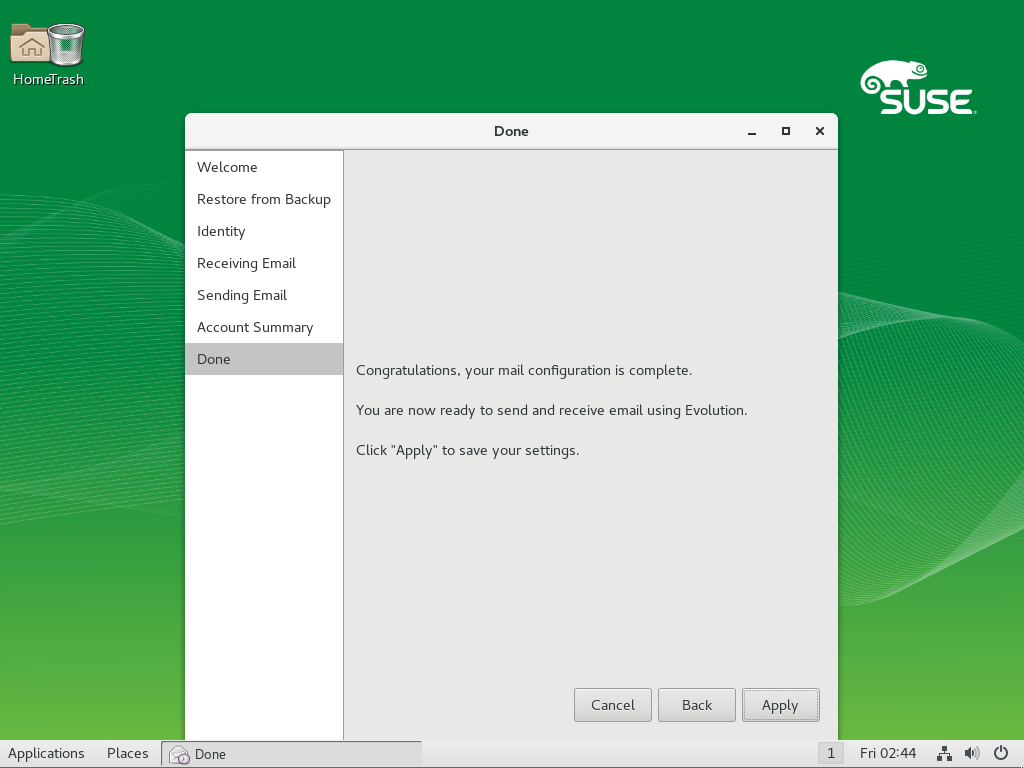 HomeTrash
SUSE
Done
Welcome
Restore from Backup
Identity
Receiving Email
Sending Email
Account Summary
Done
Congratulations, your mail configuration is complete.
You are now ready to send and receive email using Evolution.
Click "Apply" to save your settings.
Cancel Back Apply
Applications Places Done 1 Fri 02:44